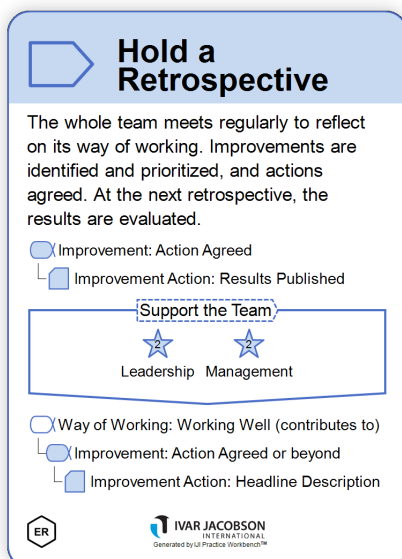 Hold a
Retrospective
The whole team meets regularly to reflect
on its way of working. Improvements are
identified and prioritized, and actions
agreed. At the next retrospective, the
results are evaluated.
Improvement: Action Agreed
Improvement Action: Results Published
Support the Team
2 2
Leadership Management
Way of Working: Working Well (contributes to)
Improvement: Action Agreed or beyond
Improvement Action: Headline Description
ER
IVAR JACOBSON
INTERNATIONAL
Generated by IJI Practice Workbench™